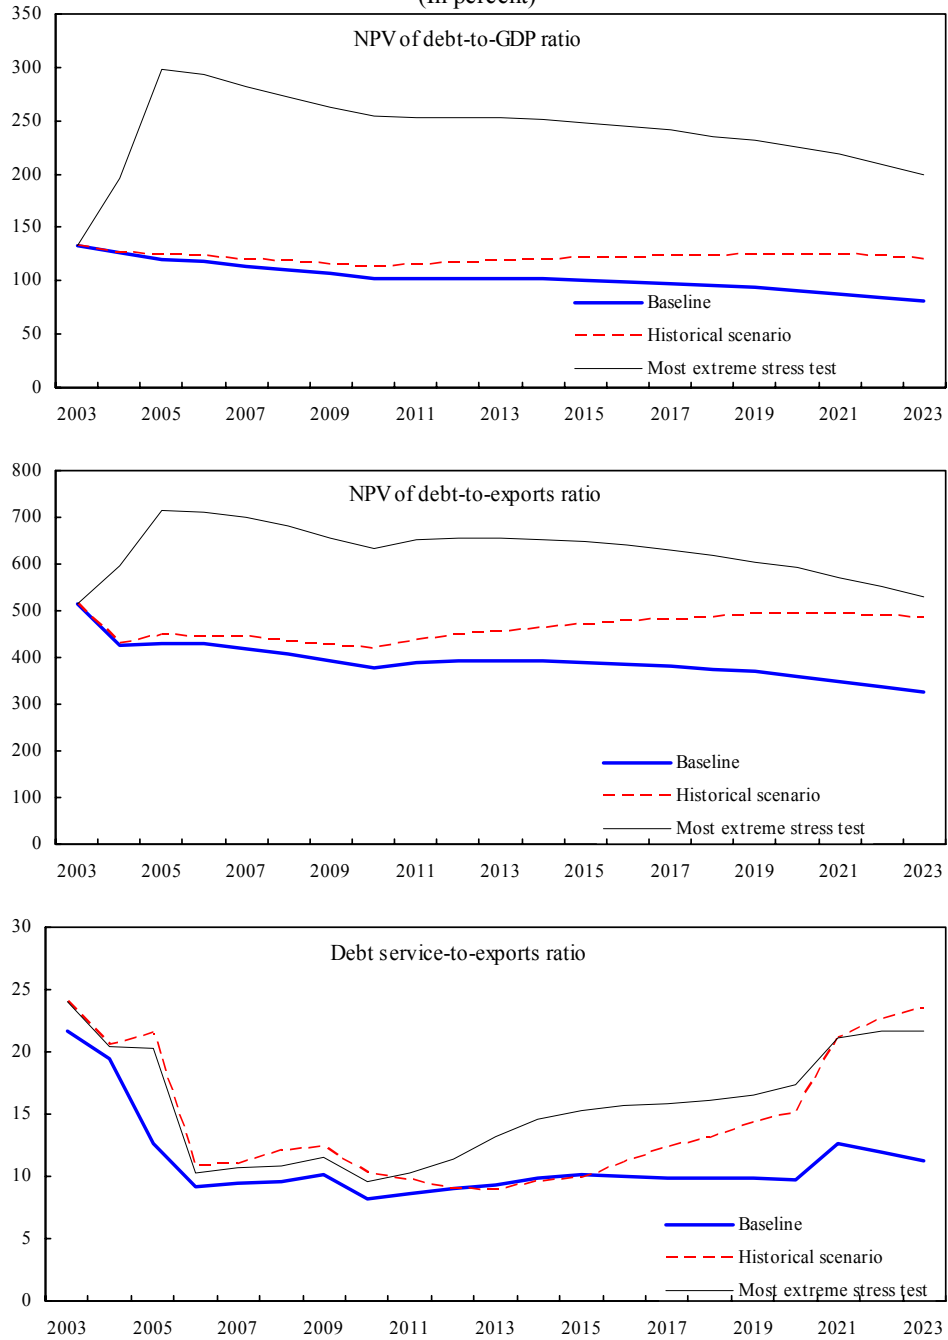 (In percent)
350
NPV of debt-to-GDP ratio
300
250
200
150
100
Baseline
50
Historical scenario
Most extreme stress test
0
2003 2005 2007 2009 2011 2013 2015 2017 2019 2021 2023
800
NPV of debt-to-exports ratio
700
600
500
400
300
200
Baseline
100
Historical scenario
Most extreme stress test
0
2003 2005 2007 2009 2011 2013 2015 2017 2019 2021 2023
30
Debt service-to-exports ratio
25
20
15
10
5
Baseline
Historical scenario
Most extreme stress test
0
2003 2005 2007 2009 2011 2013 2015 2017 2019 2021 2023